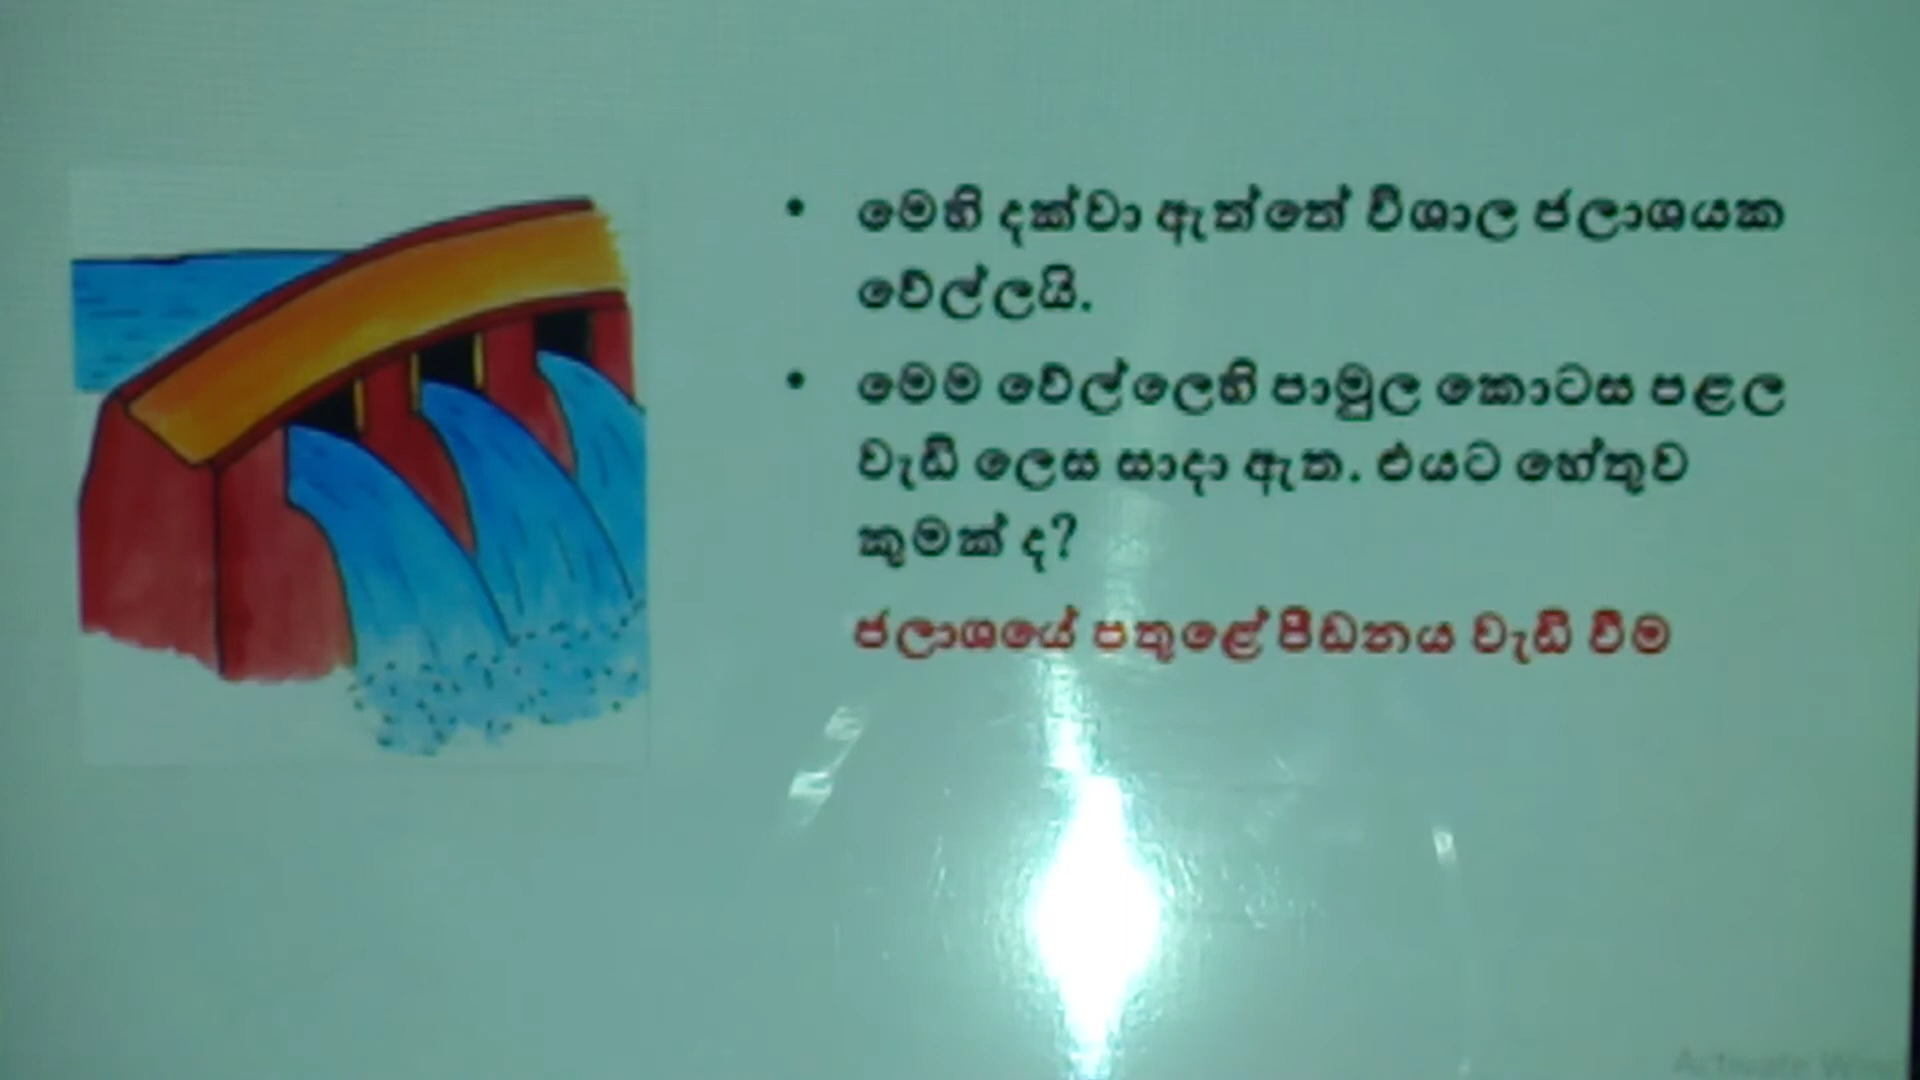 • මෙහි දක්වා ඇත්තේ විශාල ජලාශයක
වේල්ලයි.
• මෙම වේල්ලෙහි පාමුල කොටස පළල
වැඩි ලෙස සාදා ඇත. එයට හේතුව
කුමක් ද?
ජලාශයේ පතුළේ පීඩනය වැඩි වීම